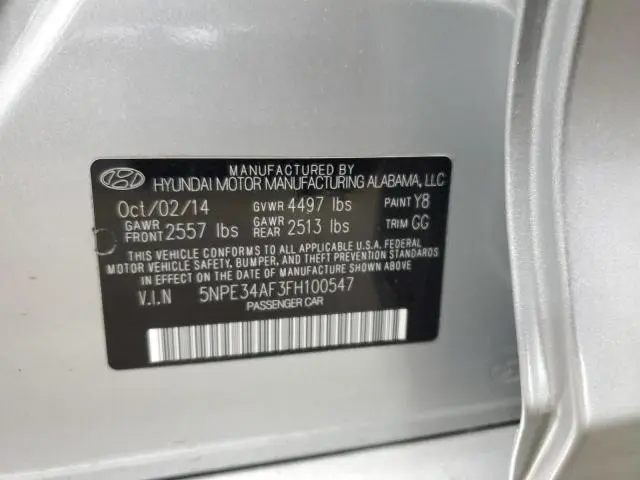 MANUFACTURED BY
HYUNDAI MOTOR MANUFACTURING ALABAMA, LLC
Oct/02/14 GVWR 4497 lbs PAINT Y8
GAWR FRONT 2557 lbs GAWR REAR 2513 lbs TRIM GG
THIS VEHICLE CONFORMS TO ALL APPLICABLE U.S.A. FEDERAL
MOTOR VEHICLE SAFETY, BUMPER, AND THEFT PREVENTION STANDARDS
IN EFFECT ON THE DATE OF MANUFACTURE SHOWN ABOVE.
V.I.N 5NPE34AF3FH100547
PASSENGER CAR